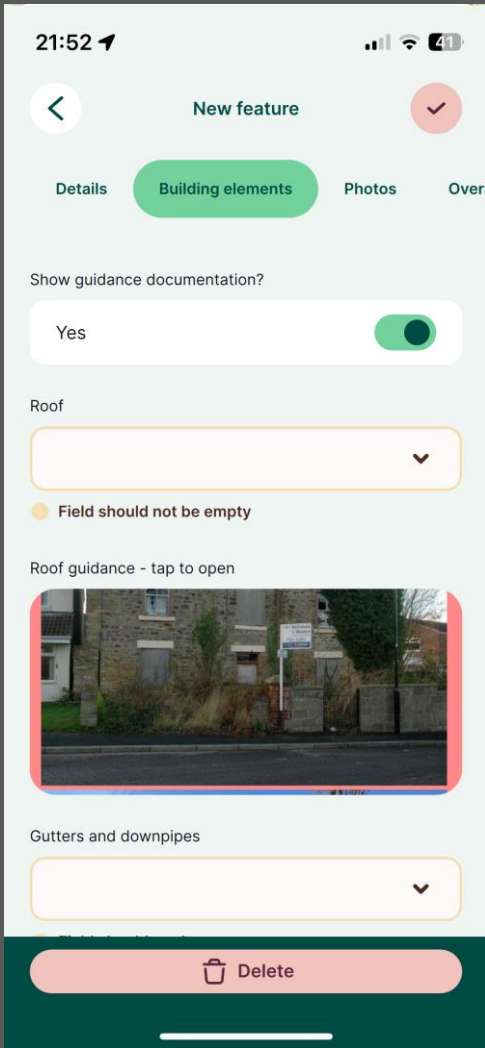 21:52
41
New feature
Details Building elements Photos Over
Show guidance documentation?
Yes
Roof
Field should not be empty
Roof guidance - tap to open
Gutters and downpipes
Delete